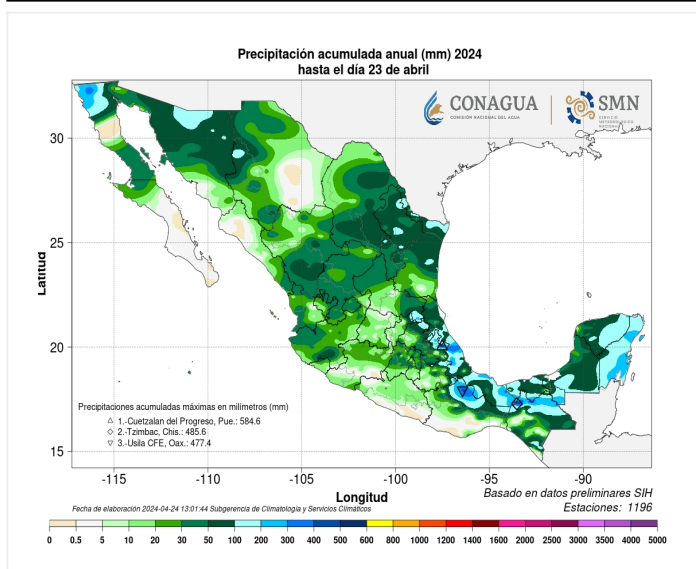 Precipitación acumulada anual (mm) 2024
hasta el día 23 de abril
CONAGUA
COMISIÓN NACIONAL DEL AGUA
SMN
SERVICIO
METEOROLÓGICO
NACIONAL
30
25
20
15
Latitud
Precipitaciones acumuladas máximas en milímetros (mm)
△ 1.-Cuetzalan del Progreso, Pue.: 584.6
◇ 2.-Tzimbac, Chis.: 485.6
▽ 3.-Usila CFE, Oax.: 477.4
-115 -110 -105 -100 -95 -90
Longitud
Basado en datos preliminares SIH
Estaciones: 1196
Fecha de elaboración 2024-04-24 13:01:44 Subgerencia de Climatología y Servicios Climáticos
0 0.5 5 10 20 30 50 100 200 300 400 500 600 800 1000 1200 1400 1600 2000 2500 3000 3500 4000 5000